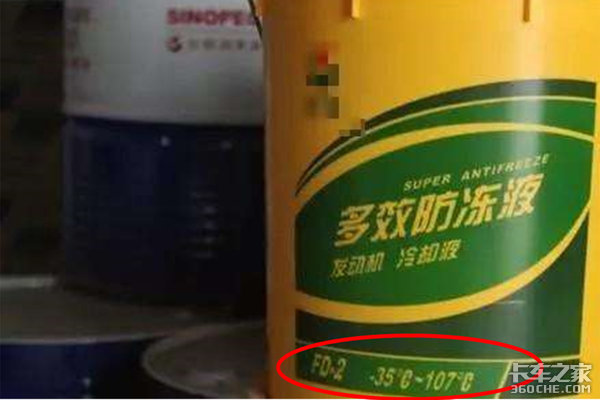 SINOPEC
SUPER ANTIFREEZE
多效防冻液
发动机 冷却液
FD-2 -35℃~107℃
卡车之家
360CHE.COM